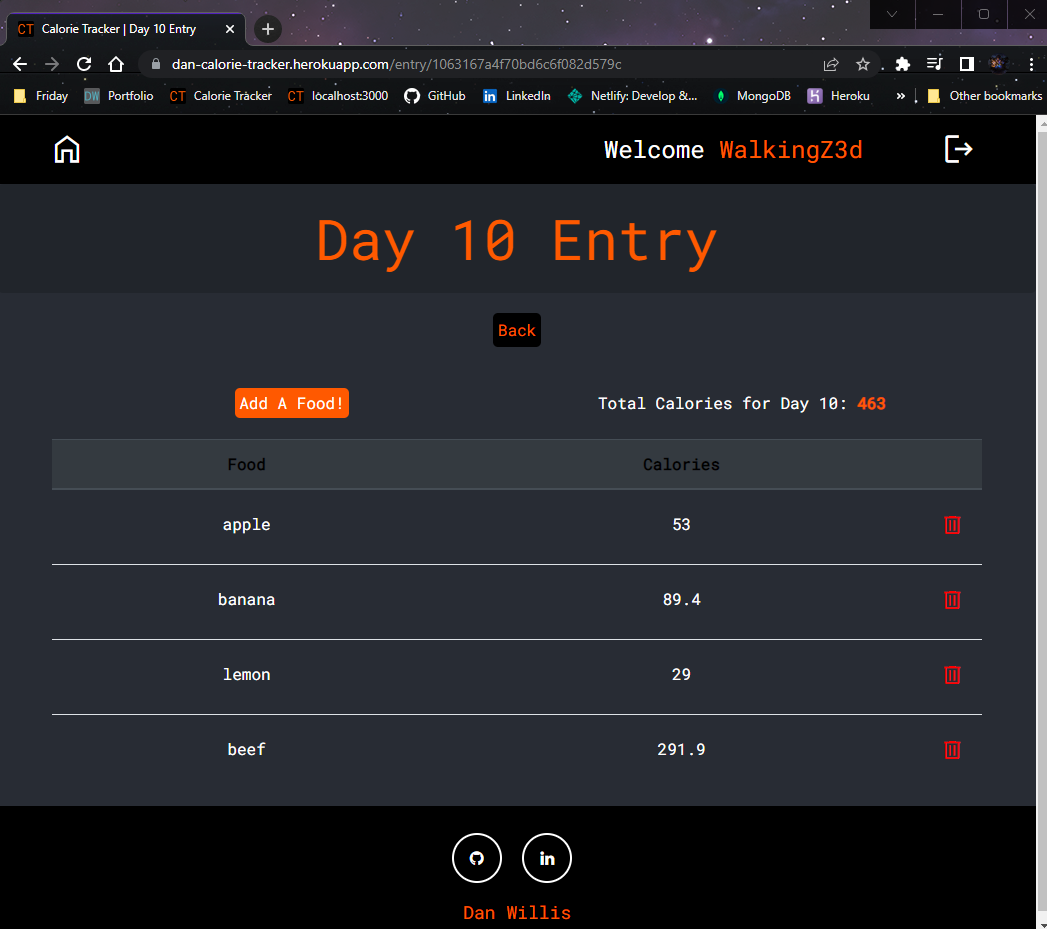 CT Calorie Tracker | Day 10 Entry
dan-calorie-tracker.herokuapp.com/entry/1063167a4f70bd6c6f082d579c
Friday DW Portfolio CT Calorie Tracker CT localhost:3000 GitHub in LinkedIn Netlify: Develop &... MongoDB Heroku » Other bookmarks
Welcome WalkingZ3d
Day 10 Entry
Back
Add A Food! Total Calories for Day 10: 463
Food Calories
apple 53
banana 89.4
lemon 29
beef 291.9
in
Dan Willis